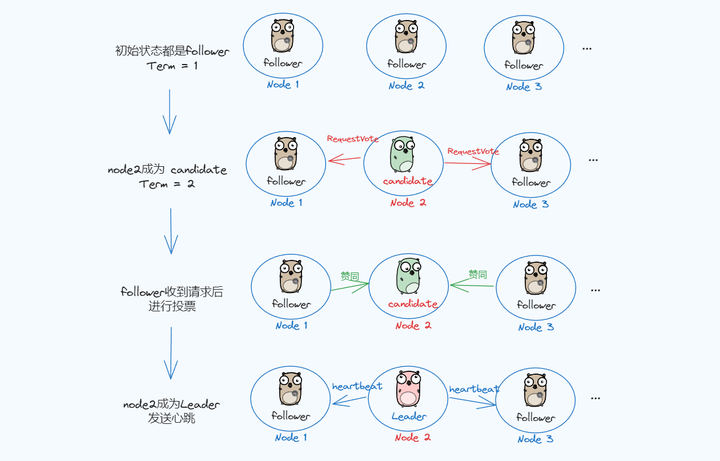 初始状态都是follower
Term = 1
follower
follower
follower
...
Node 1
Node 2
Node 3
node2成为 candidate
Term = 2
RequestVote
RequestVote
follower
candidate
follower
...
Node 1
Node 2
Node 3
follower收到请求后
进行投票
赞同
赞同
follower
candidate
follower
...
Node 1
Node 2
Node 3
node2成为Leader
发送心跳
heartbeat
heartbeat
follower
Leader
follower
...
Node 1
Node 2
Node 3